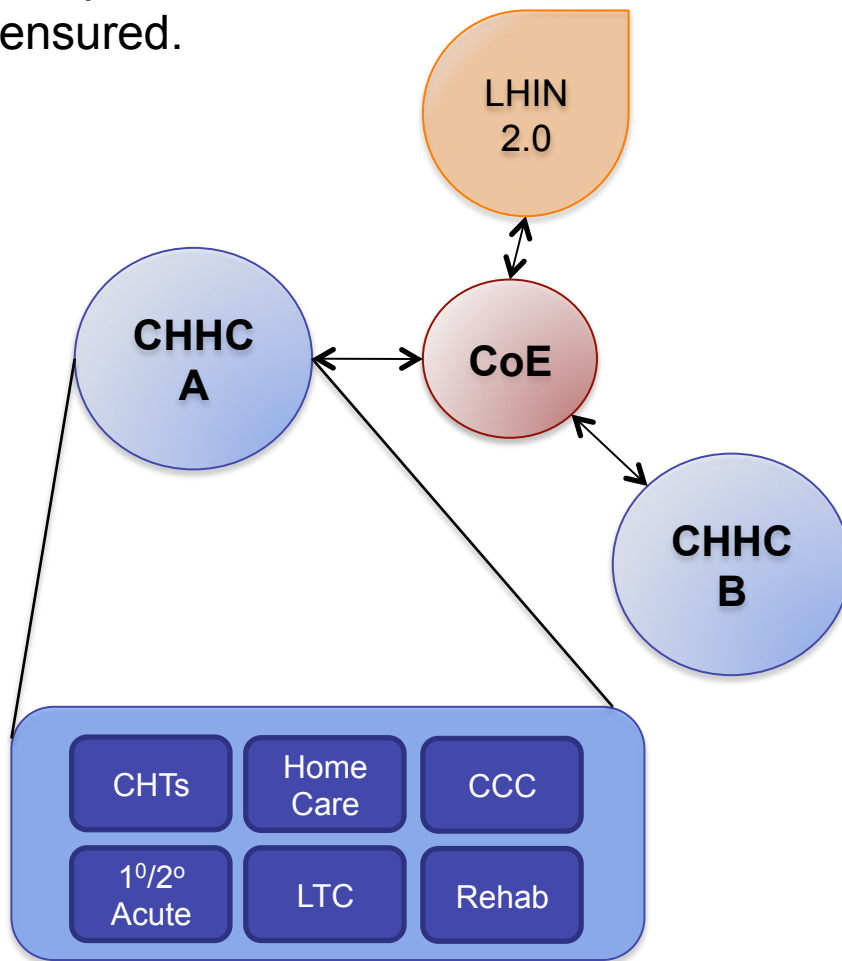 ensured.
LHIN
2.0
CHHC
A
CoE
CHHC
B
CHTs
Home
Care
CCC
1⁰/2º
Acute
LTC
Rehab